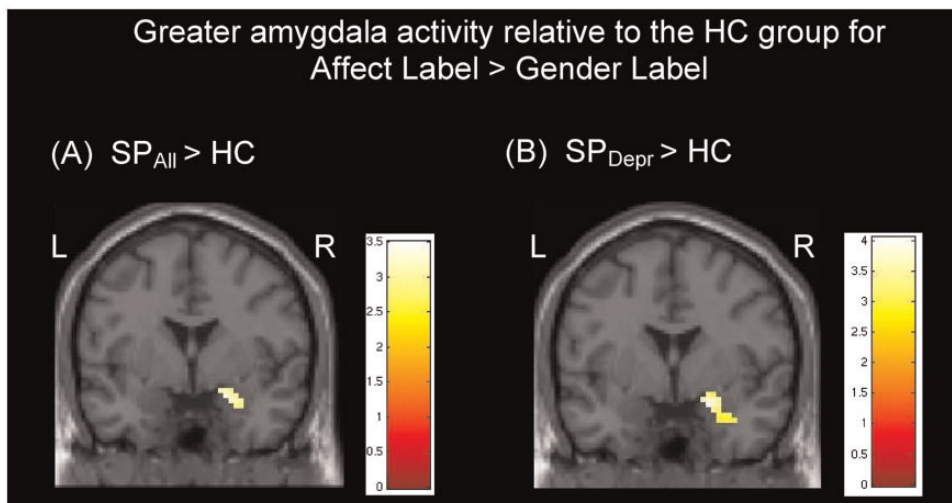 Greater amygdala activity relative to the HC group for
Affect Label > Gender Label
(A) SPAll > HC
(B) SPDepr > HC
L
R
3.5
3
2.5
2
1.5
1
0.5
0
L
R
4
3.5
3
2.5
2
1.5
1
0.5
0